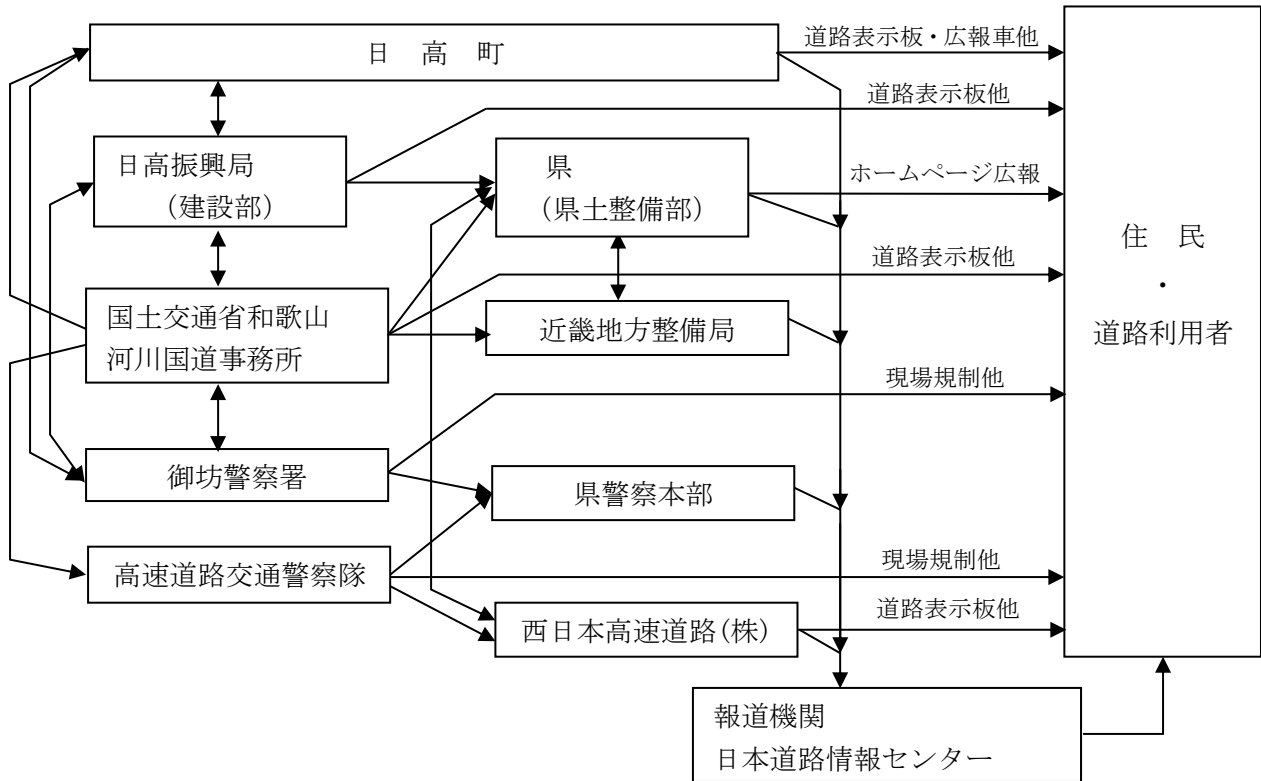 日　高　町
道路表示板・広報車他
道路表示板他
日高振興局
（建設部）
県
（県土整備部）
ホームページ広報
道路表示板他
国土交通省和歌山
河川国道事務所
近畿地方整備局
現場規制他
御坊警察署
県警察本部
高速道路交通警察隊
現場規制他
西日本高速道路（株）
道路表示板他
住　民
・
道路利用者
報道機関
日本道路情報センター